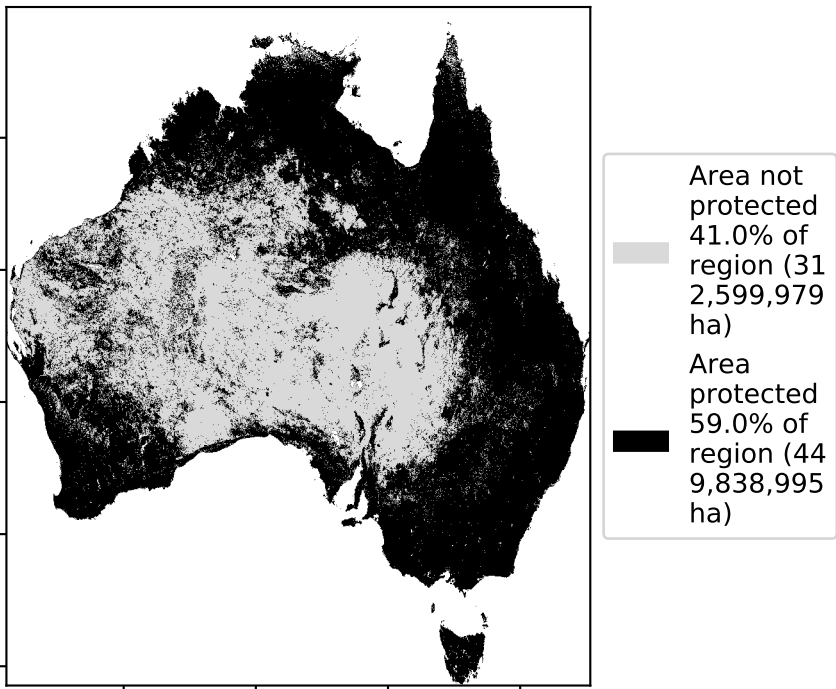 Area not
protected
41.0% of
region (31
2,599,979
ha)
Area
protected
59.0% of
region (44
9,838,995
ha)